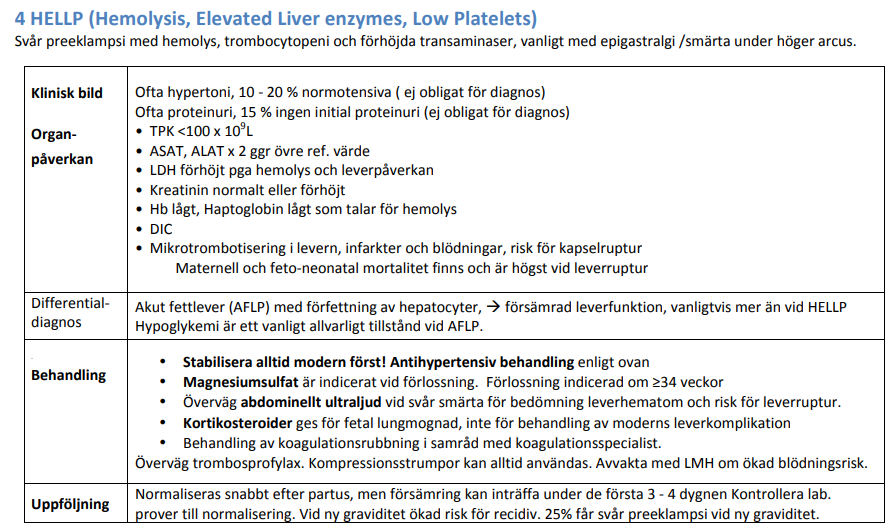 4 HELLP (Hemolysis, Elevated Liver enzymes, Low Platelets)
Svår preeklampsi med hemolys, trombocytopeni och förhöjda transaminaser, vanligt med epigastralgi /smärta under höger arcus.
Klinisk bild
Organ-
påverkan
Ofta hypertoni, 10 - 20 % normotensiva ( ej obligat för diagnos)
Ofta proteinuri, 15 % ingen initial proteinuri (ej obligat för diagnos)
• TPK <100 x 10⁹L
• ASAT, ALAT x 2 ggr övre ref. värde
• LDH förhöjt pga hemolys och leverpåverkan
• Kreatinin normalt eller förhöjt
• Hb lågt, Haptoglobin lågt som talar för hemolys
• DIC
• Mikrotrombotisering i levern, infarkter och blödningar, risk för kapselruptur
Maternell och feto-neonatal mortalitet finns och är högst vid leverruptur
Differential-
diagnos
Akut fettlever (AFLP) med förfettning av hepatocyter, → försämrad leverfunktion, vanligtvis mer än vid HELLP
Hypoglykemi är ett vanligt allvarligt tillstånd vid AFLP.
Behandling
• Stabilisera alltid modern först! Antihypertensiv behandling enligt ovan
• Magnesiumsulfat är indicerat vid förlossning. Förlossning indicerad om ≥34 veckor
• Överväg abdominellt ultraljud vid svår smärta för bedömning leverhematom och risk för leverruptur.
• Kortikosteroider ges för fetal lungmognad, inte för behandling av moderns leverkomplikation
• Behandling av koagulationsrubbning i samråd med koagulationsspecialist.
Överväg trombosprofylax. Kompressionsstrumpor kan alltid användas. Avvakta med LMH om ökad blödningsrisk.
Uppföljning
Normaliseras snabbt efter partus, men försämring kan inträffa under de första 3 - 4 dygnen Kontrollera lab.
prover till normalisering. Vid ny graviditet ökad risk för recidiv. 25% får svår preeklampsi vid ny graviditet.